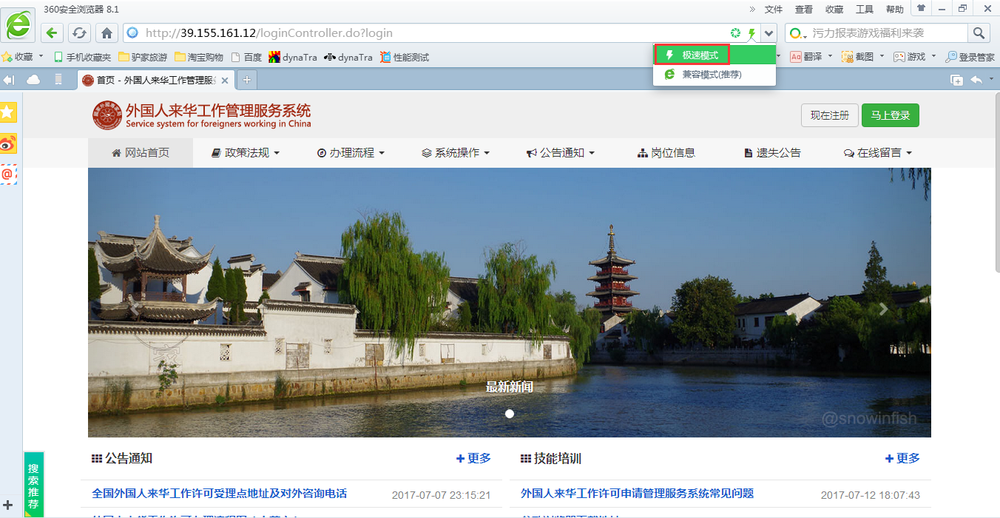 360安全浏览器 8.1
» 文件 查看 收藏 工具 帮助
http://39.155.161.12/loginController.do?login
污力报表游戏福利来袭
收藏 手机收藏夹 驴家旅游 淘宝购物 百度 dynaTra dynaTra 性能测试
Aa 翻译 截图 游戏 登录管家
极速模式
兼容模式(推荐)
首页 - 外国人来华工作管理服务
外国人来华工作管理服务系统
Service system for foreigners working in China
现在注册 马上登录
网站首页 政策法规 办理流程 系统操作 公告通知 岗位信息 遗失公告 在线留言
最新新闻
@snowinfish
公告通知 更多
技能培训 更多
全国外国人来华工作许可受理点地址及对外咨询电话 2017-07-07 23:15:21
外国人来华工作许可申请管理服务系统常见问题 2017-07-12 18:07:43
搜索推荐